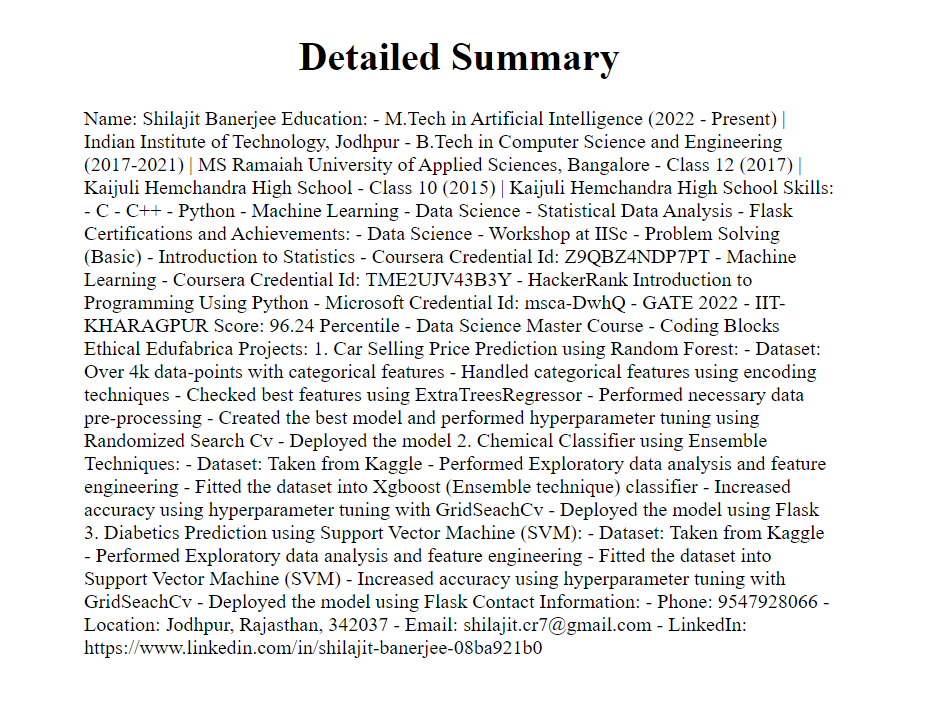 Detailed Summary
Name: Shilajit Banerjee Education: - M.Tech in Artificial Intelligence (2022 - Present) |
Indian Institute of Technology, Jodhpur - B.Tech in Computer Science and Engineering
(2017-2021) | MS Ramaiah University of Applied Sciences, Bangalore - Class 12 (2017) |
Kaijuli Hemchandra High School - Class 10 (2015) | Kaijuli Hemchandra High School Skills:
- C - C++ - Python - Machine Learning - Data Science - Statistical Data Analysis - Flask
Certifications and Achievements: - Data Science - Workshop at IISc - Problem Solving
(Basic) - Introduction to Statistics - Coursera Credential Id: Z9QBZ4NDP7PT - Machine
Learning - Coursera Credential Id: TME2UJV43B3Y - HackerRank Introduction to
Programming Using Python - Microsoft Credential Id: msca-DwhQ - GATE 2022 - IIT-
KHARAGPUR Score: 96.24 Percentile - Data Science Master Course - Coding Blocks
Ethical Edufabrica Projects: 1. Car Selling Price Prediction using Random Forest: - Dataset:
Over 4k data-points with categorical features - Handled categorical features using encoding
techniques - Checked best features using ExtraTreesRegressor - Performed necessary data
pre-processing - Created the best model and performed hyperparameter tuning using
Randomized Search Cv - Deployed the model 2. Chemical Classifier using Ensemble
Techniques: - Dataset: Taken from Kaggle - Performed Exploratory data analysis and feature
engineering - Fitted the dataset into Xgboost (Ensemble technique) classifier - Increased
accuracy using hyperparameter tuning with GridSeachCv - Deployed the model using Flask
3. Diabetics Prediction using Support Vector Machine (SVM): - Dataset: Taken from Kaggle
- Performed Exploratory data analysis and feature engineering - Fitted the dataset into
Support Vector Machine (SVM) - Increased accuracy using hyperparameter tuning with
GridSeachCv - Deployed the model using Flask Contact Information: - Phone: 9547928066 -
Location: Jodhpur, Rajasthan, 342037 - Email: shilajit.cr7@gmail.com - LinkedIn:
https://www.linkedin.com/in/shilajit-banerjee-08ba921b0